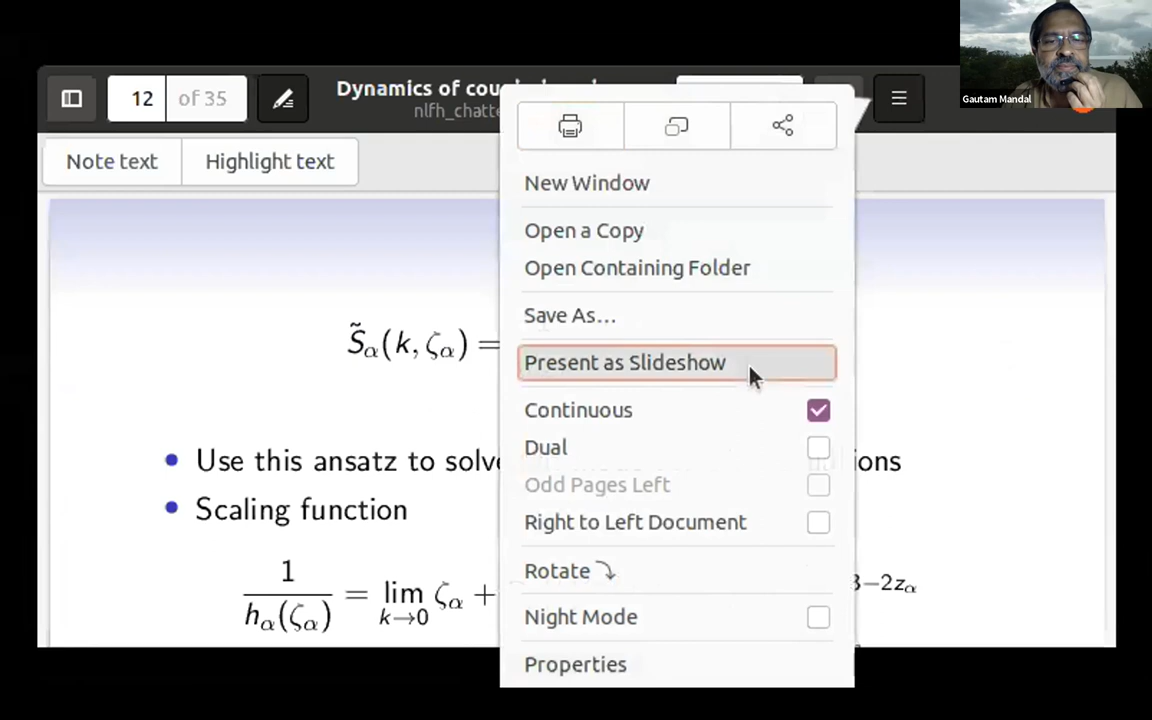 12 of 35
Dynamics of
nlfh_chatte
Gautam Mandal
Note text Highlight text
New Window
Open a Copy
Open Containing Folder
Save As...
Present as Slideshow
Continuous
Dual
Odd Pages Left
Right to Left Document
Rotate
Night Mode
Properties
S̃α(k, ζα) =
Use this ansatz to solve
Scaling function
1/hα(ζα) = lim k→0 ζα +
3−2zα